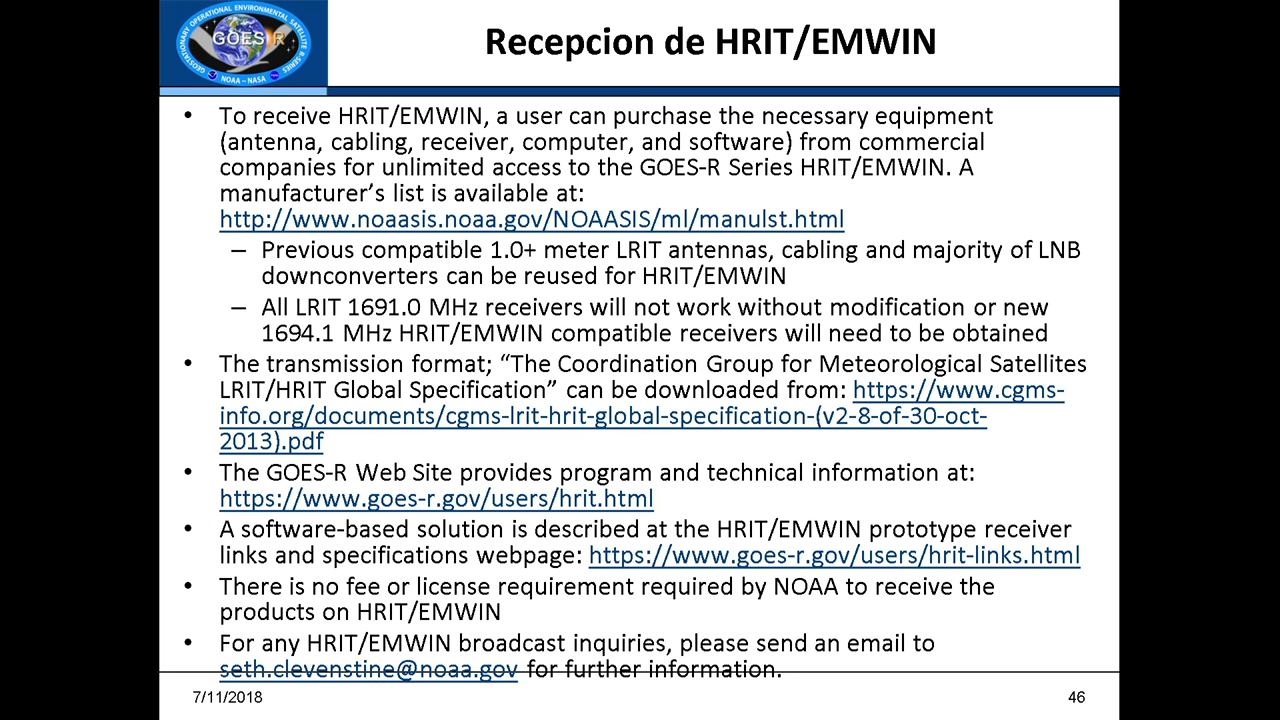 GEOSTATIONARY OPERATIONAL ENVIRONMENTAL SATELLITE R-SERIES
GOES R
NOAA – NASA
Recepcion de HRIT/EMWIN
• To receive HRIT/EMWIN, a user can purchase the necessary equipment
(antenna, cabling, receiver, computer, and software) from commercial
companies for unlimited access to the GOES-R Series HRIT/EMWIN. A
manufacturer’s list is available at:
http://www.noaasis.noaa.gov/NOAASIS/ml/manulst.html
– Previous compatible 1.0+ meter LRIT antennas, cabling and majority of LNB
downconverters can be reused for HRIT/EMWIN
– All LRIT 1691.0 MHz receivers will not work without modification or new
1694.1 MHz HRIT/EMWIN compatible receivers will need to be obtained
• The transmission format; “The Coordination Group for Meteorological Satellites
LRIT/HRIT Global Specification” can be downloaded from: https://www.cgms-
info.org/documents/cgms-lrit-hrit-global-specification-(v2-8-of-30-oct-
2013).pdf
• The GOES-R Web Site provides program and technical information at:
https://www.goes-r.gov/users/hrit.html
• A software-based solution is described at the HRIT/EMWIN prototype receiver
links and specifications webpage: https://www.goes-r.gov/users/hrit-links.html
• There is no fee or license requirement required by NOAA to receive the
products on HRIT/EMWIN
• For any HRIT/EMWIN broadcast inquiries, please send an email to
seth.clevenstine@noaa.gov for further information.
7/11/2018
46